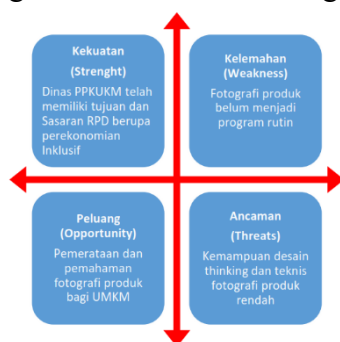 Kekuatan
(Strenght)
Dinas PPKUKM telah
memiliki tujuan dan
Sasaran RPD berupa
perekonomian
Inklusif
Kelemahan
(Weakness)
Fotografi produk
belum menjadi
program rutin
Peluang
(Opportunity)
Pemerataan dan
pemahaman
fotografi produk
bagi UMKM
Ancaman
(Threats)
Kemampuan desain
thinking dan teknis
fotografi produk
rendah